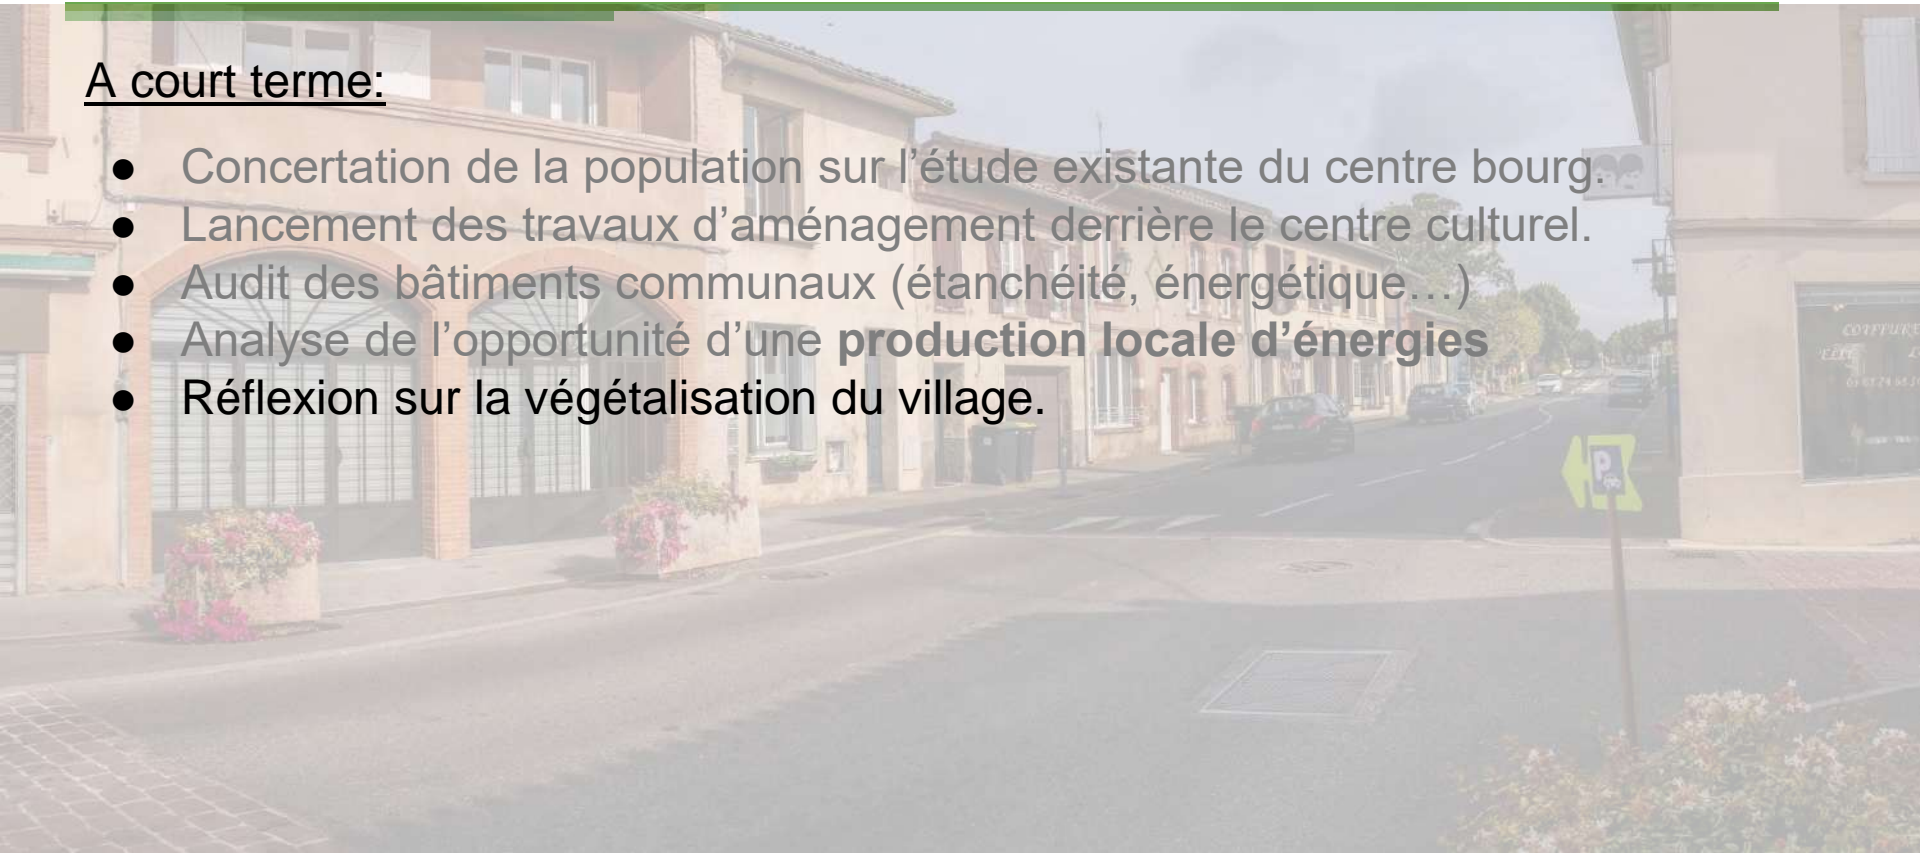 A court terme:
● Concertation de la population sur l’étude existante du centre bourg.
● Lancement des travaux d’aménagement derrière le centre culturel.
● Audit des bâtiments communaux (étanchéité, énergétique…)
● Analyse de l’opportunité d’une production locale d’énergies
● Réflexion sur la végétalisation du village.
COIFFURE
P